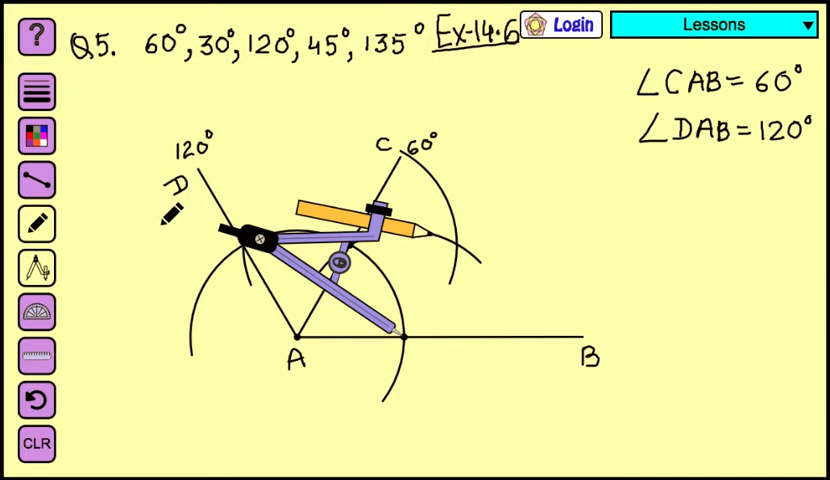 Q5. 60°, 30°, 120°, 45°, 135° Ex-14.6
Login
Lessons
∠CAB = 60°
∠DAB = 120°
120°
D
C 60°
A
B
?
CLR